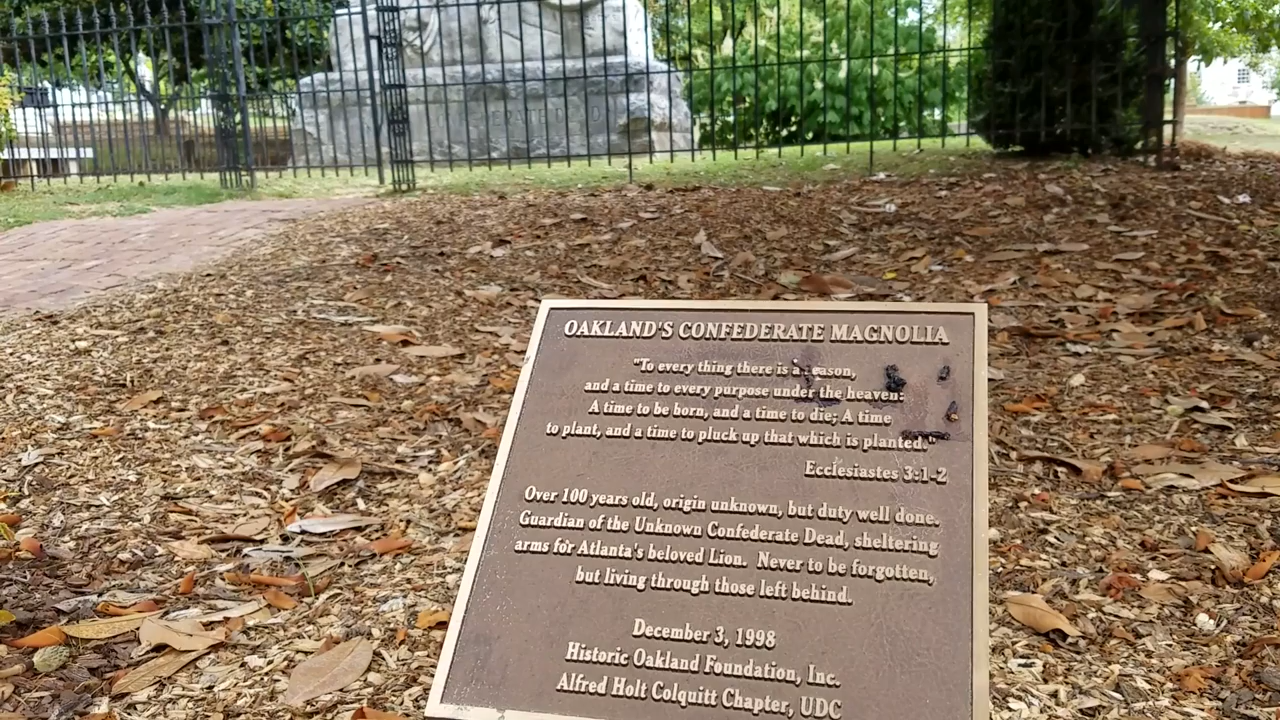 OAKLAND'S CONFEDERATE MAGNOLIA
"To every thing there is a season,
and a time to every purpose under the heaven:
A time to be born, and a time to die; A time
to plant, and a time to pluck up that which is planted."
Ecclesiastes 3:1-2
Over 100 years old, origin unknown, but duty well done.
Guardian of the Unknown Confederate Dead, sheltering
arms for Atlanta's beloved Lion. Never to be forgotten,
but living through those left behind.
December 3, 1998
Historic Oakland Foundation, Inc.
Alfred Holt Colquitt Chapter, UDC